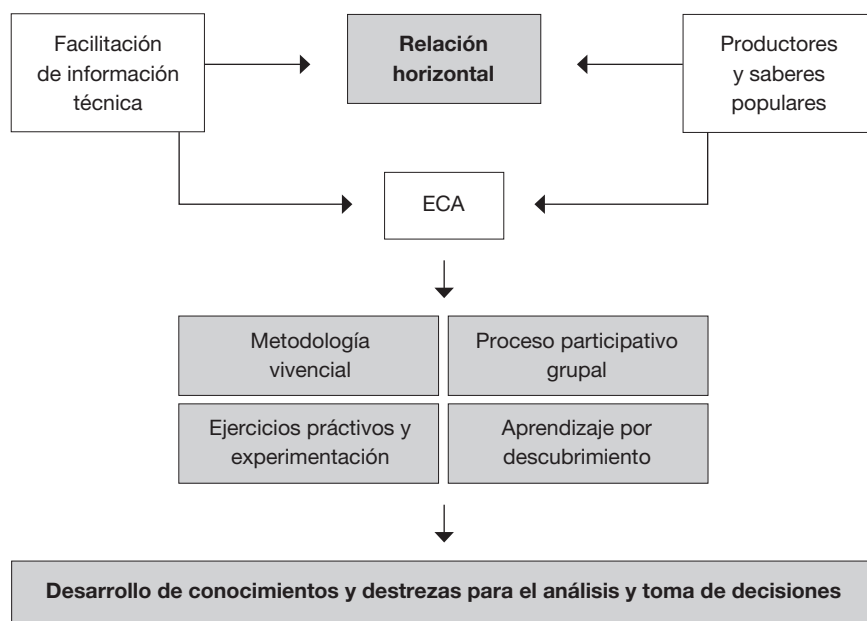 Facilitación
de información
técnica
Relación
horizontal
Productores
y saberes
populares
ECA
Metodología
vivencial
Proceso participativo
grupal
Ejercicios práctivos y
experimentación
Aprendizaje por
descubrimiento
Desarrollo de conocimientos y destrezas para el análisis y toma de decisiones